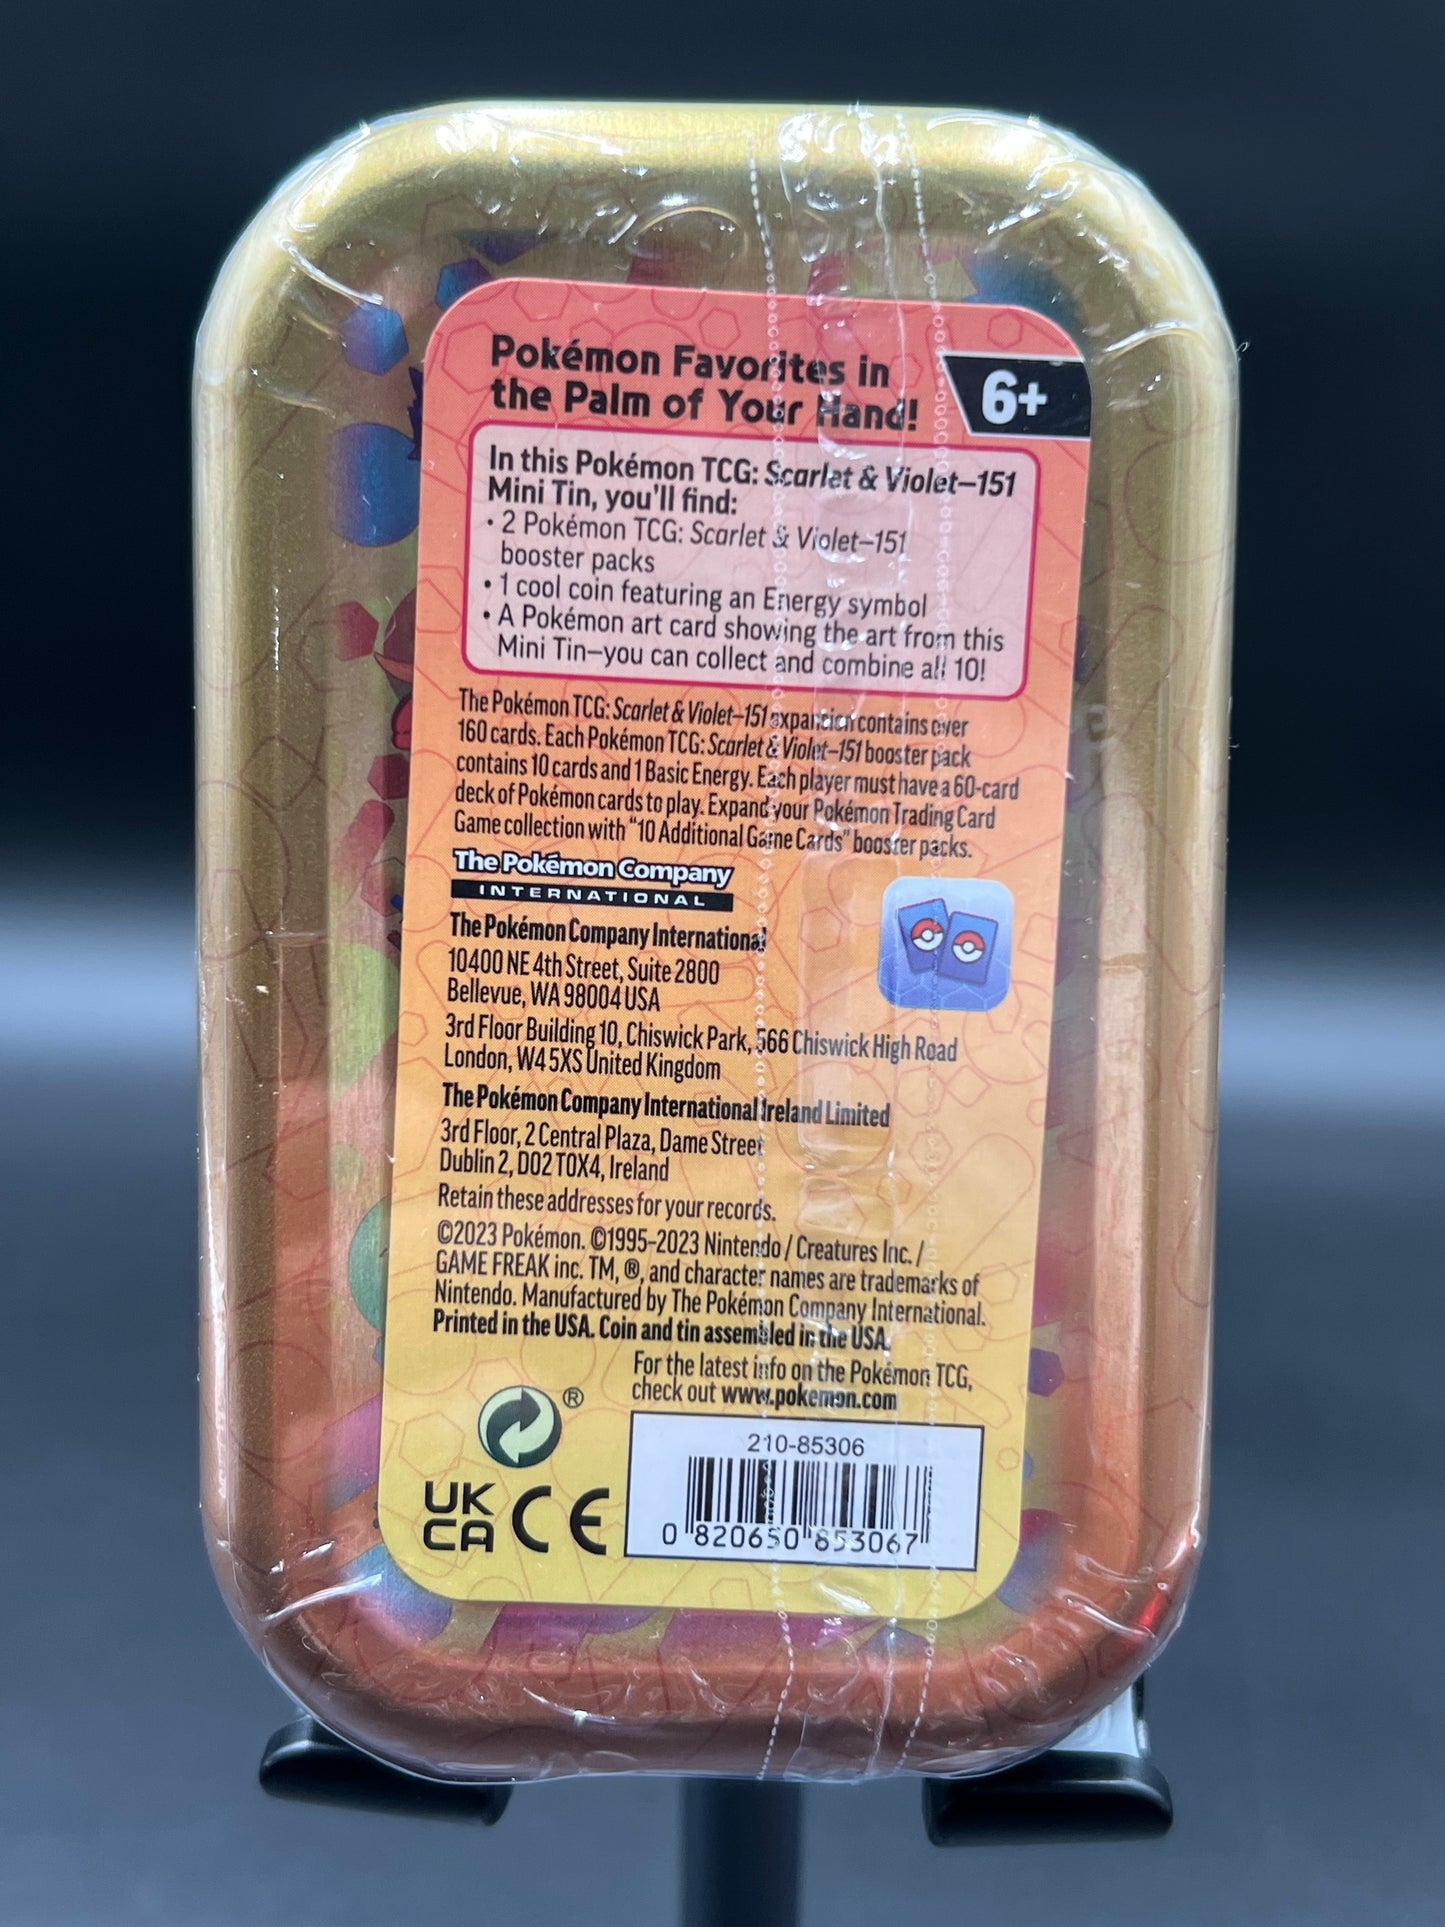 Pokémon Favorites in
the Palm of Your Hand!
6+
In this Pokémon TCG: Scarlet & Violet—151
Mini Tin, you'll find:
• 2 Pokémon TCG: Scarlet & Violet—151
booster packs
• 1 cool coin featuring an Energy symbol
• A Pokémon art card showing the art from this
Mini Tin—you can collect and combine all 10!
The Pokémon TCG: Scarlet & Violet—151 expansion contains over
160 cards. Each Pokémon TCG: Scarlet & Violet—151 booster pack
contains 10 cards and 1 Basic Energy. Each player must have a 60-card
deck of Pokémon cards to play. Expand your Pokémon Trading Card
Game collection with “10 Additional Game Cards” booster packs.
The Pokémon Company
INTERNATIONAL
The Pokémon Company International
10400 NE 4th Street, Suite 2800
Bellevue, WA 98004 USA
3rd Floor Building 10, Chiswick Park, 566 Chiswick High Road
London, W4 5XS United Kingdom
The Pokémon Company International Ireland Limited
3rd Floor, 2 Central Plaza, Dame Street
Dublin 2, D02 T0X4, Ireland
Retain these addresses for your records.
©2023 Pokémon. ©1995–2023 Nintendo / Creatures Inc. /
GAME FREAK inc. TM, ®, and character names are trademarks of
Nintendo. Manufactured by The Pokémon Company International.
Printed in the USA. Coin and tin assembled in the USA.
For the latest info on the Pokémon TCG,
check out www.pokemon.com
®
UK
CA CE
210-85306
0 820650 853067